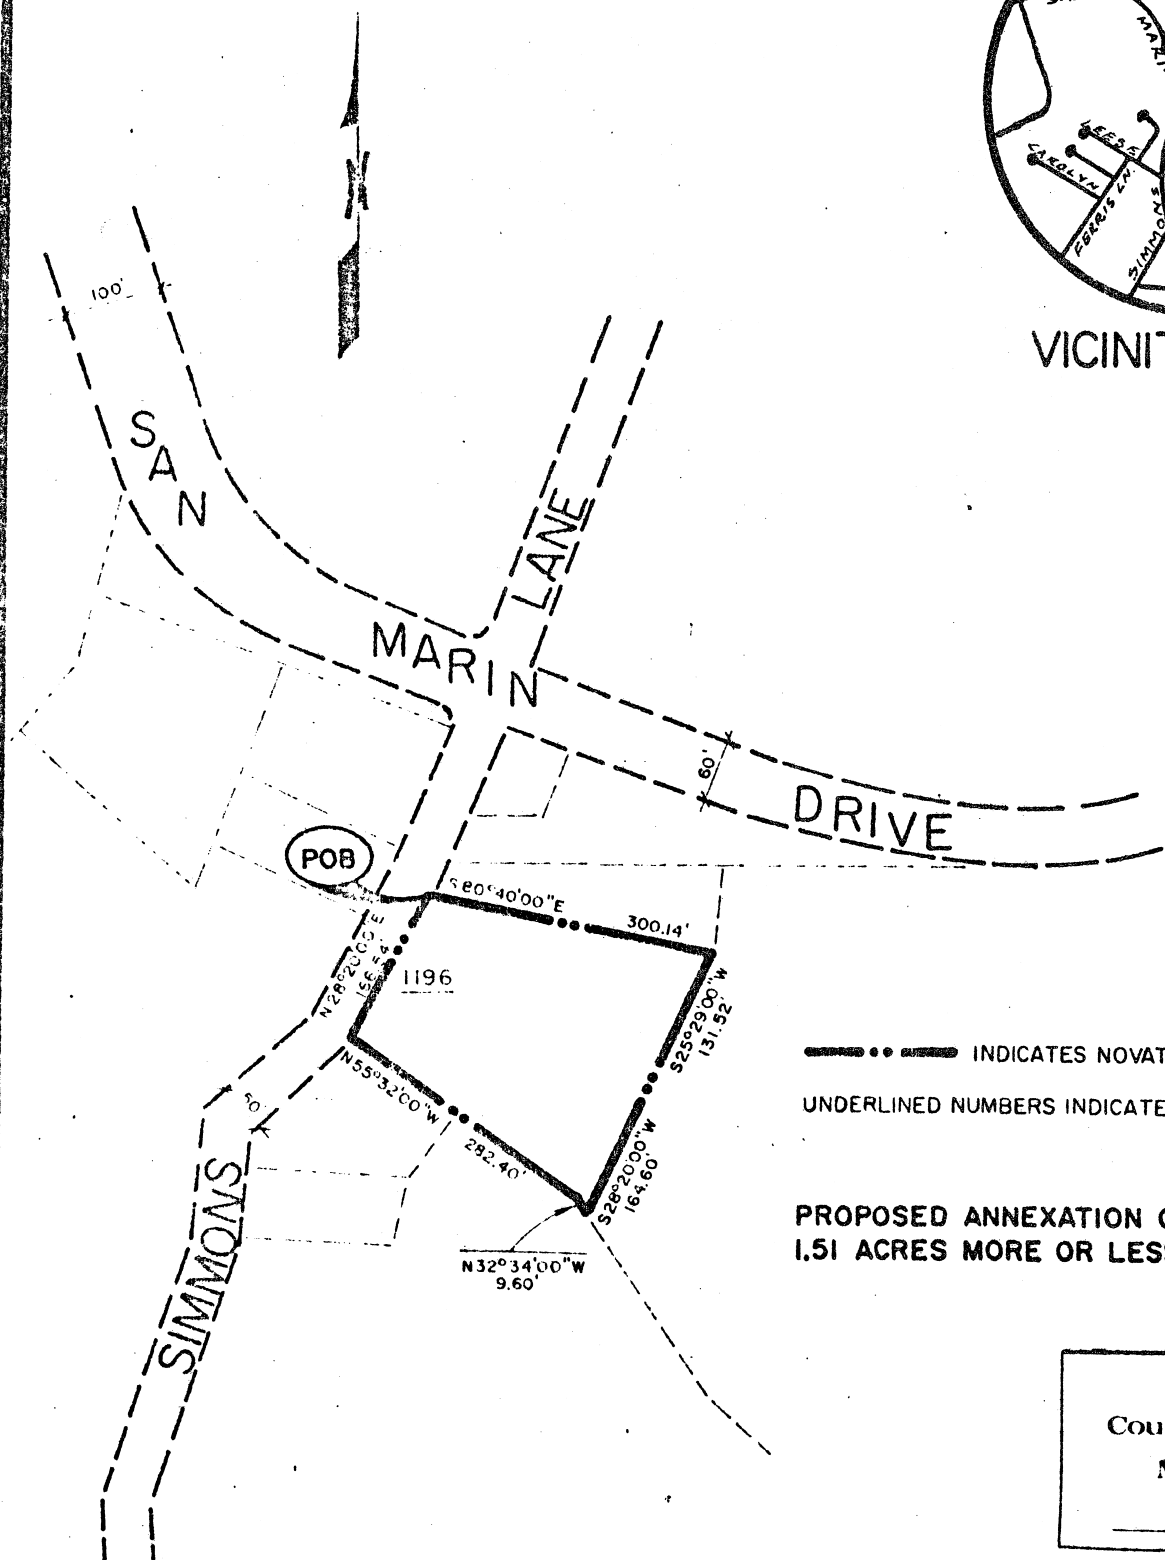 MARI
LEESE
CAROLYN
FERRIS LN.
SIMMONS
VICINIT
100'
SAN
MARIN
DRIVE
LANE
60'
POB
S80°40'00"E
300.14'
N28°20'00"E
156.54'
1196
S25°29'00"W
131.52'
N55°32'00"W
282.40'
S28°20'00"W
164.60'
N32°34'00"W
9.60'
50'
SIMMONS
INDICATES NOVAT
UNDERLINED NUMBERS INDICATE
PROPOSED ANNEXATION
1.51 ACRES MORE OR LES
Cou